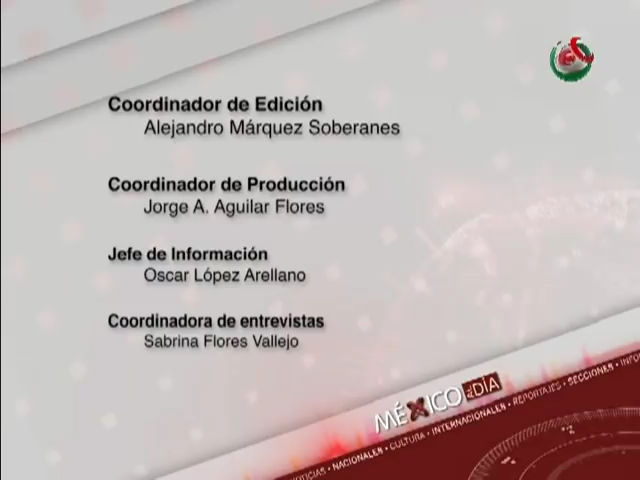 Coordinador de Edición
Alejandro Márquez Soberanes
Coordinador de Producción
Jorge A. Aguilar Flores
Jefe de Información
Oscar López Arellano
Coordinadora de entrevistas
Sabrina Flores Vallejo
MÉXICO AL DÍA
NOTICIAS • NACIONALES • CULTURA • INTERNACIONALES • REPORTAJES • SECCIONES •